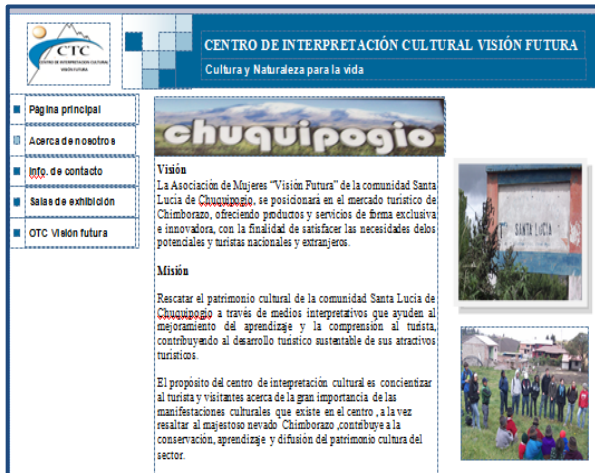 CTC
CENTRO DE INTERPRETACIÓN CULTURAL
VISIÓN FUTURA
CENTRO DE INTERPRETACIÓN CULTURAL VISIÓN FUTURA
Cultura y Naturaleza para la vida
Página principal
Acerca de nosotros
Info. de contacto
Salas de exhibición
OTC Visión futura
chuquipogio
Visión
La Asociación de Mujeres “Visión Futura” de la comunidad Santa
Lucia de Chuquipogio, se posicionará en el mercado turístico de
Chimborazo, ofreciendo productos y servicios de forma exclusiva
e innovadora, con la finalidad de satisfacer las necesidades delos
potenciales y turistas nacionales y extranjeros.
Misión
Rescatar el patrimonio cultural de la comunidad Santa Lucia de
Chuquipogio a través de medios interpretativos que ayuden al
mejoramiento del aprendizaje y la comprensión al turista,
contribuyendo al desarrollo turístico sustentable de sus atractivos
turísticos.
El propósito del centro de interpretación cultural es concientizar
al turista y visitantes acerca de la gran importancia de las
manifestaciones culturales que existe en el centro , a la vez
resaltar al majestoso nevado Chimborazo ,contribuye a la
conservación, aprendizaje y difusión del patrimonio cultura del
sector.
SANTA LUCIA